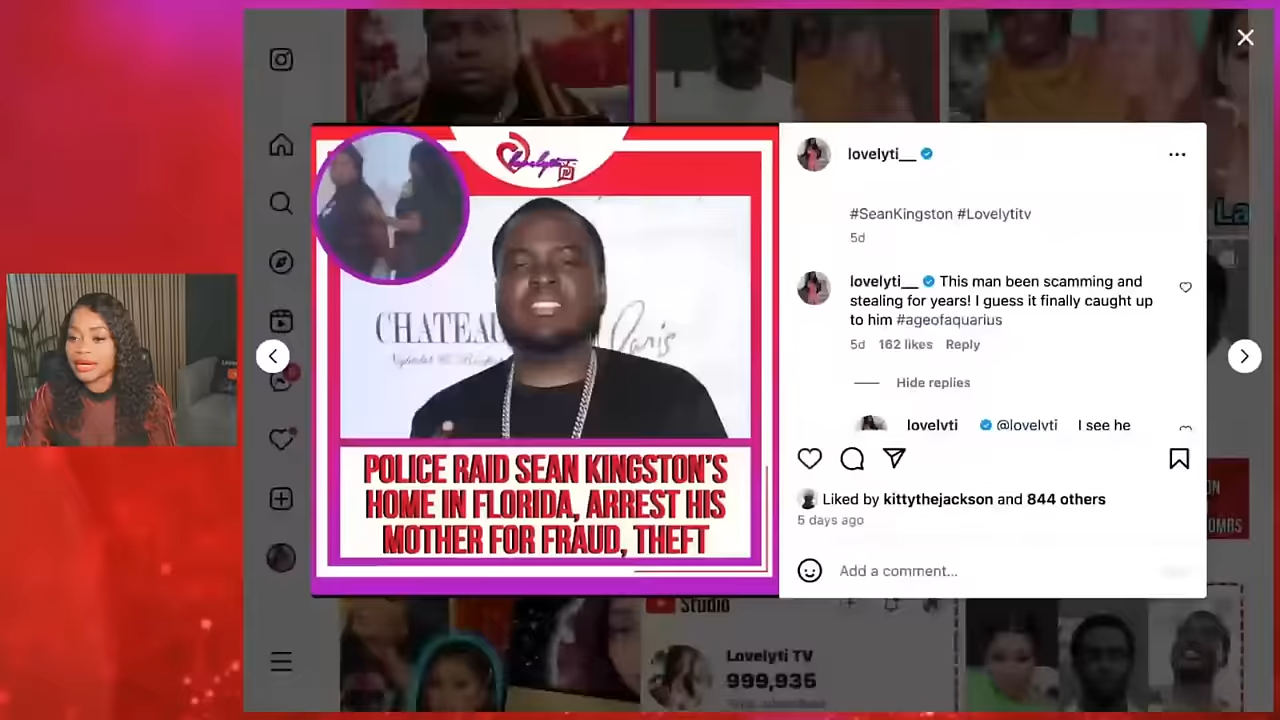 lovelyti__
#SeanKingston #Lovelytitv
5d
lovelyti__ This man been scamming and
stealing for years! I guess it finally caught up
to him #ageofaquarius
5d 162 likes Reply
Hide replies
lovelyti @lovelyti I see he
Liked by kittythejackson and 844 others
5 days ago
Add a comment...
CHATEAU
Paris
POLICE RAID SEAN KINGSTON'S
HOME IN FLORIDA, ARREST HIS
MOTHER FOR FRAUD, THEFT
La
Studio
Lovelyti TV
999,935